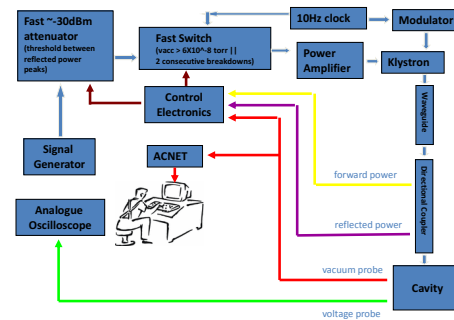 Fast ~-30dBm
attenuator
(threshold between
reflected power
peaks)
Fast Switch
(vacc > 6X10^-8 torr ||
2 consecutive breakdowns)
10Hz clock
Modulator
Power
Amplifier
Klystron
Control
Electronics
Waveguide
Signal
Generator
ACNET
Directional Coupler
forward power
Analogue
Oscilloscope
reflected power
vacuum probe
Cavity
voltage probe